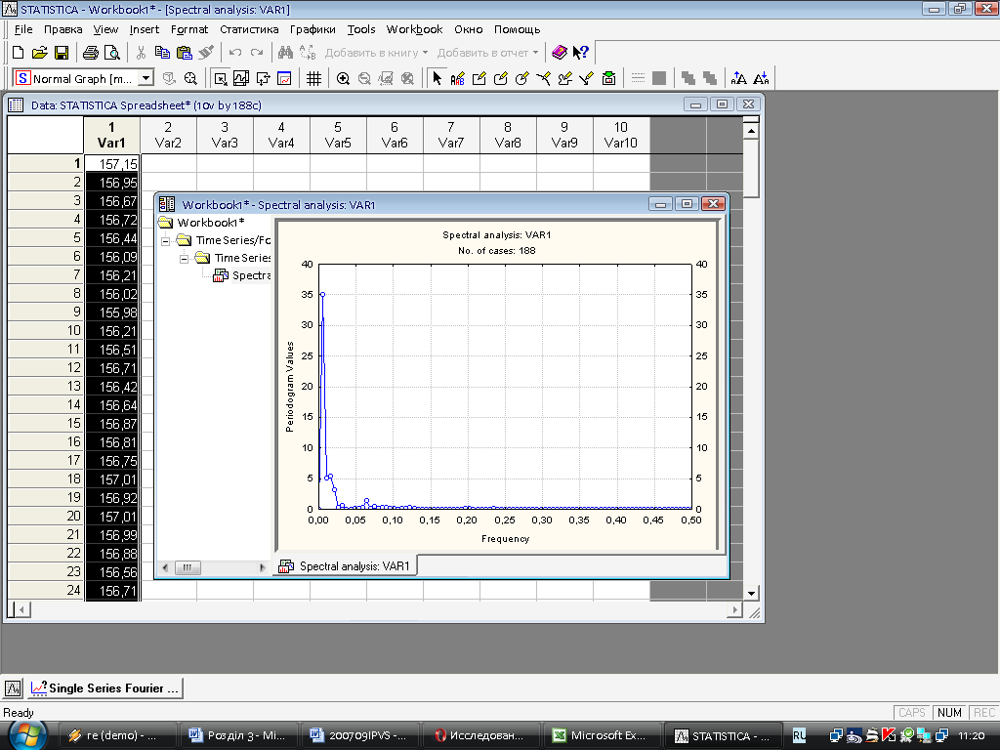 STATISTICA - Workbook1* - [Spectral analysis: VAR1]
File Правка View Insert Format Статистика Графики Tools Workbook Окно Помощь
Добавить в книгу Добавить в отчет
Normal Graph [m...
Data: STATISTICA Spreadsheet* (10v by 188c)
1 2 3 4 5 6 7 8 9 10
Var1 Var2 Var3 Var4 Var5 Var6 Var7 Var8 Var9 Var10
1 157,15
2 156,95
3 156,67
4 156,72
5 156,44
6 156,09
7 156,21
8 156,02
9 155,98
10 156,21
11 156,51
12 156,71
13 156,42
14 156,64
15 156,87
16 156,81
17 156,75
18 157,01
19 156,92
20 157,01
21 156,99
22 156,88
23 156,56
24 156,71
Workbook1* - Spectral analysis: VAR1
Workbook1*
Time Series/Fo
Time Series
Spectra
Spectral analysis: VAR1
No. of cases: 188
40 40
35 35
30 30
25 25
20 20
15 15
10 10
5 5
0 0
Periodogram Values
0,00 0,05 0,10 0,15 0,20 0,25 0,30 0,35 0,40 0,45 0,50
Frequency
Spectral analysis: VAR1
Single Series Fourier ...
Ready CAPS NUM REC
re (demo) - ... Розділ 3 - Mi... 200709IPVS -... Исследован... Microsoft Ex... STATISTICA - ... RU 11:20